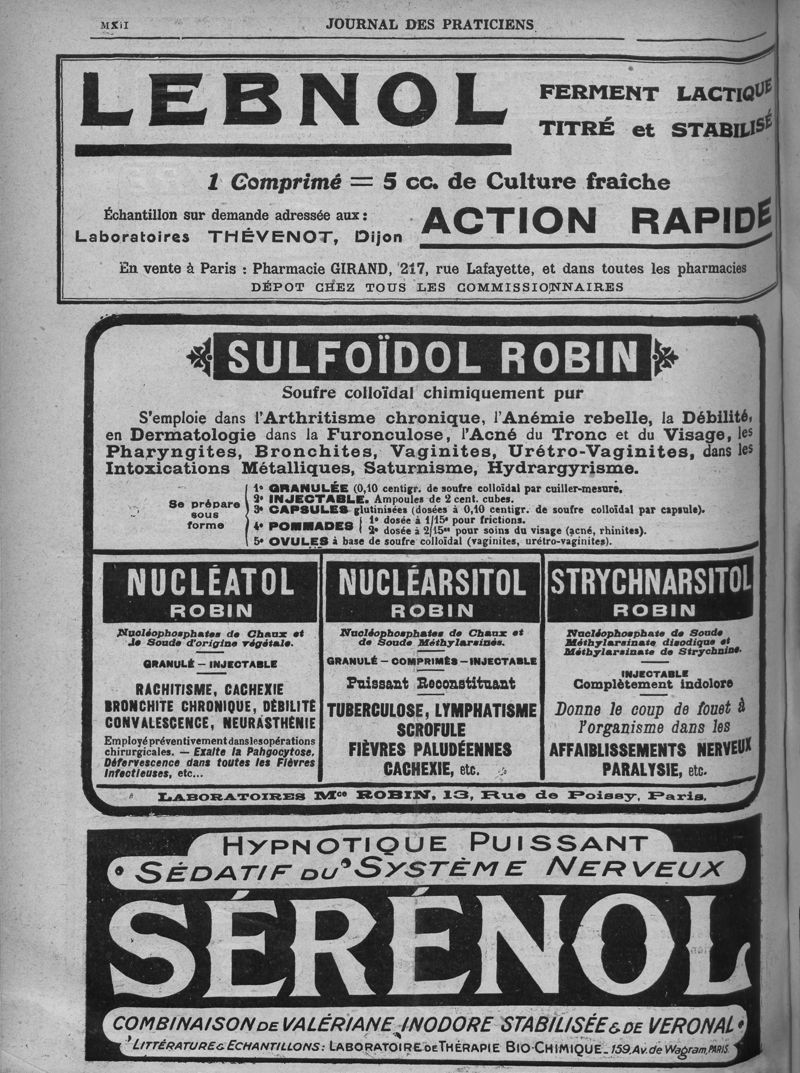 MXII
JOURNAL DES PRATICIENS
LEBNOL
FERMENT LACTIQUE
TITRÉ et STABILISÉ
1 Comprimé = 5 cc. de Culture fraîche
Échantillon sur demande adressée aux :
Laboratoires THÉVENOT, Dijon
ACTION RAPIDE
En vente à Paris : Pharmacie GIRAND, 217, rue Lafayette, et dans toutes les pharmacies
DÉPOT CHEZ TOUS LES COMMISSIONNAIRES
SULFOÏDOL ROBIN
Soufre colloïdal chimiquement pur
S'emploie dans l'Arthritisme chronique, l'Anémie rebelle, la Débilité,
en Dermatologie dans la Furonculose, l'Acné du Tronc et du Visage, les
Pharyngites, Bronchites, Vaginites, Urétro-Vaginites, dans les
Intoxications Métalliques, Saturnisme, Hydrargyrisme.
Se prépare
sous
forme
1° GRANULÉE (0,10 centigr. de soufre colloïdal par cuiller-mesure.
2° INJECTABLE. Ampoules de 2 cent. cubes.
3° CAPSULES glutinisées (dosées à 0,10 centigr. de soufre colloïdal par capsule).
4° POMMADES
1° dosée à 1/15e pour frictions.
2° dosée à 2/15es pour soins du visage (acné, rhinites).
5° OVULES à base de soufre colloïdal (vaginites, urétro-vaginites).
NUCLÉATOL
ROBIN
Nucléophosphates de Chaux et
de Soude d'origine végétale.
GRANULÉ — INJECTABLE
RACHITISME, CACHEXIE
BRONCHITE CHRONIQUE, DÉBILITÉ
CONVALESCENCE, NEURASTHÉNIE
Employé préventivement dans les opérations
chirurgicales. — Exalte la Pahgocytose.
Défervescence dans toutes les Fièvres
infectieuses, etc...
NUCLÉARSITOL
ROBIN
Nucléophosphates de Chaux et
de Soude Méthylarsinés.
GRANULÉ — COMPRIMÉS — INJECTABLE
Puissant Reconstituant
TUBERCULOSE, LYMPHATISME
SCROFULE
FIÈVRES PALUDÉENNES
CACHEXIE, etc.
STRYCHNARSITOL
ROBIN
Nucléophosphate de Soude
Méthylarsinate disodique et
Méthylarsinate de Strychnine.
INJECTABLE
Complètement indolore
Donne le coup de fouet à
l'organisme dans les
AFFAIBLISSEMENTS NERVEUX
PARALYSIE, etc.
LABORATOIRES Mce ROBIN, 13, Rue de Poissy, Paris.
HYPNOTIQUE PUISSANT
SÉDATIF DU SYSTÈME NERVEUX
SÉRÉNOL
COMBINAISON DE VALÉRIANE INODORE STABILISÉE & DE VERONAL
LITTÉRATURE & ECHANTILLONS : LABORATOIRE DE THÉRAPIE BIO-CHIMIQUE _ 159, Av. de Wagram, PARIS